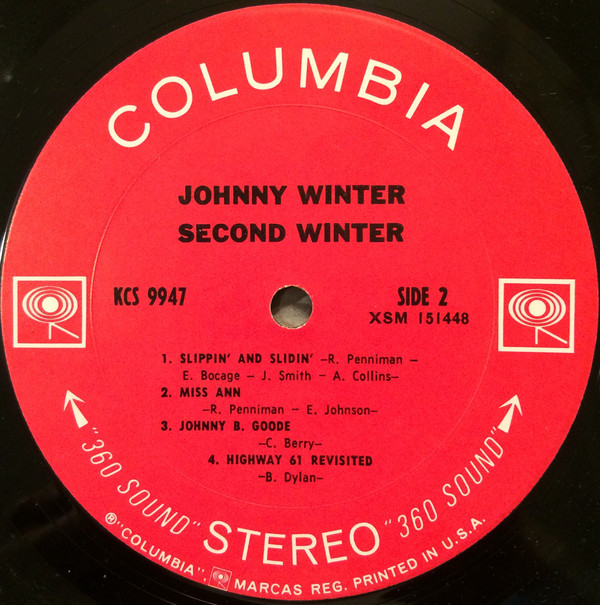 COLUMBIA
JOHNNY WINTER
SECOND WINTER
KCS 9947
SIDE 2
XSM 151448
1. SLIPPIN' AND SLIDIN' –R. Penniman –
E. Bocage – J. Smith – A. Collins–
2. MISS ANN
–R. Penniman – E. Johnson–
3. JOHNNY B. GOODE
–C. Berry–
4. HIGHWAY 61 REVISITED
–B. Dylan–
"360 SOUND" STEREO "360 SOUND"
®"COLUMBIA", MARCAS REG. PRINTED IN U.S.A.